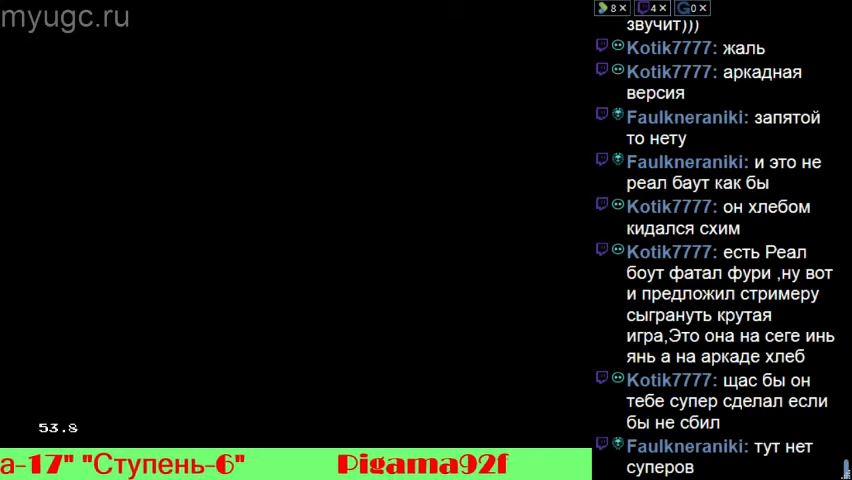 myugc.ru
8 ×
4 ×
0 ×
звучит)))
Kotik7777: жаль
Kotik7777: аркадная
версия
Faulkneraniki: запятой
то нету
Faulkneraniki: и это не
реал баут как бы
Kotik7777: он хлебом
кидался схим
Kotik7777: есть Реал
боут фатал фури ,ну вот
и предложил стримеру
сыгрануть крутая
игра,Это она на сеге инь
янь а на аркаде хлеб
Kotik7777: щас бы он
тебе супер сделал если
бы не сбил
Faulkneraniki: тут нет
суперов
53.8
а-17" "Ступень-6"
Pigama92f